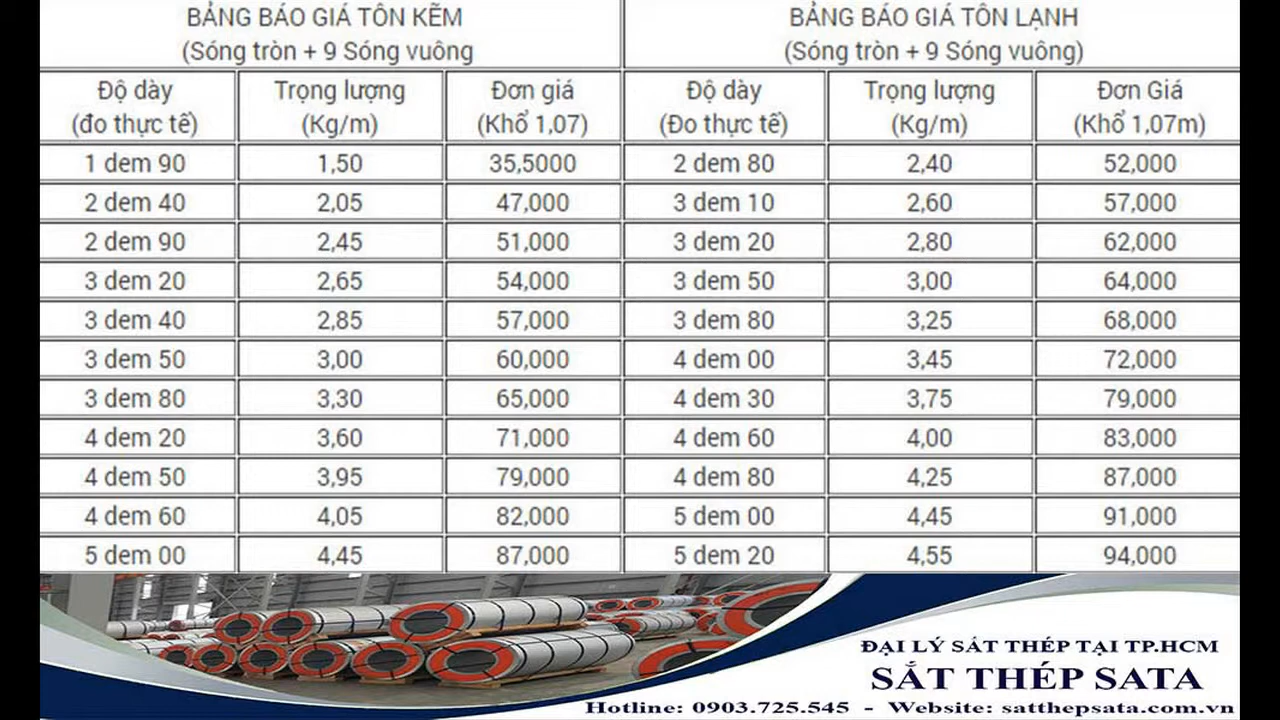 BẢNG BÁO GIÁ TÔN KẼM
(Sóng tròn + 9 Sóng vuông
BẢNG BÁO GIÁ TÔN LẠNH
(Sóng tròn + 9 Sóng vuông)
Độ dày Trọng lượng Đơn giá Độ dày Trọng lượng Đơn Giá
(đo thực tế) (Kg/m) (Khổ 1,07) (Đo thực tế) (Kg/m) (Khổ 1,07m)
1 dem 90 1,50 35,5000 2 dem 80 2,40 52,000
2 dem 40 2,05 47,000 3 dem 10 2,60 57,000
2 dem 90 2,45 51,000 3 dem 20 2,80 62,000
3 dem 20 2,65 54,000 3 dem 50 3,00 64,000
3 dem 40 2,85 57,000 3 dem 80 3,25 68,000
3 dem 50 3,00 60,000 4 dem 00 3,45 72,000
3 dem 80 3,30 65,000 4 dem 30 3,75 79,000
4 dem 20 3,60 71,000 4 dem 60 4,00 83,000
4 dem 50 3,95 79,000 4 dem 80 4,25 87,000
4 dem 60 4,05 82,000 5 dem 00 4,45 91,000
5 dem 00 4,45 87,000 5 dem 20 4,55 94,000
ĐẠI LÝ SẮT THÉP TẠI TP.HCM
SẮT THÉP SATA
Hotline: 0903.725.545 - Website: satthepsata.com.vn